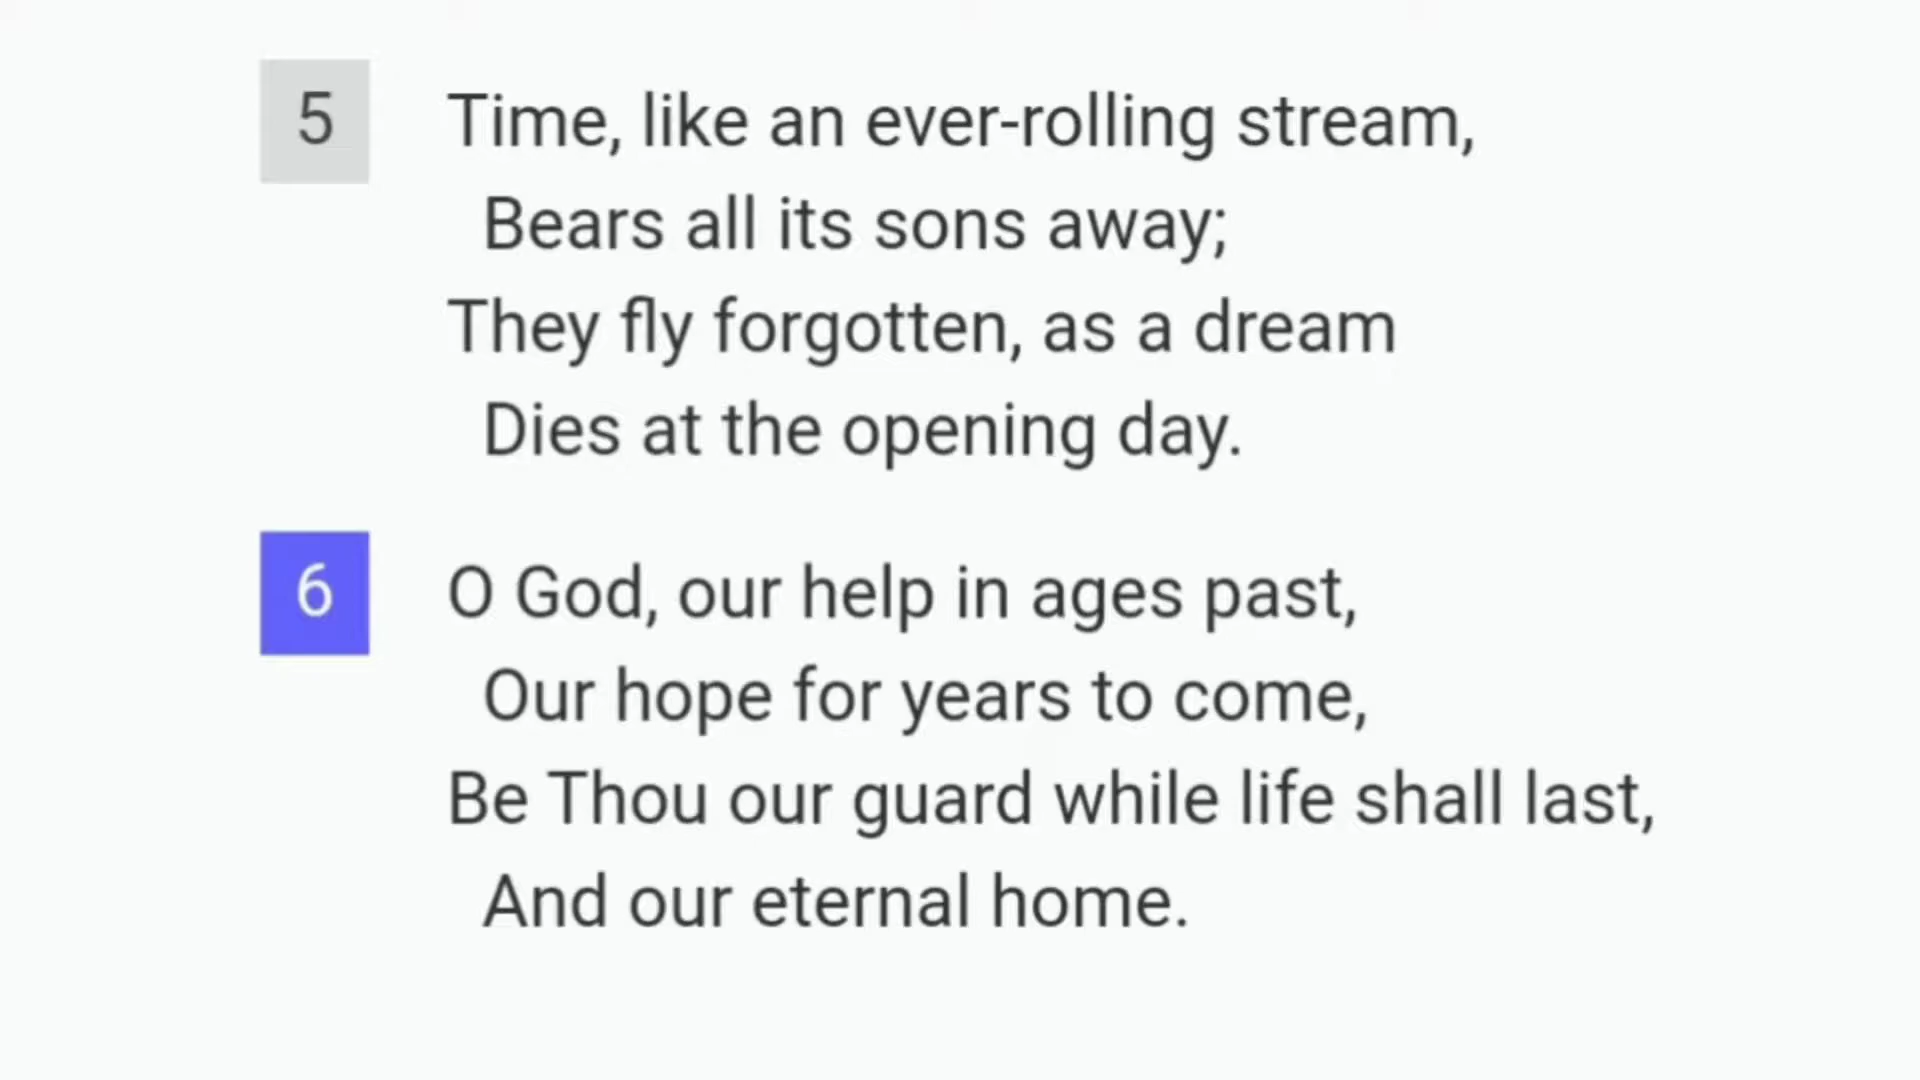 5 Time, like an ever-rolling stream,
Bears all its sons away;
They fly forgotten, as a dream
Dies at the opening day.
6 O God, our help in ages past,
Our hope for years to come,
Be Thou our guard while life shall last,
And our eternal home.